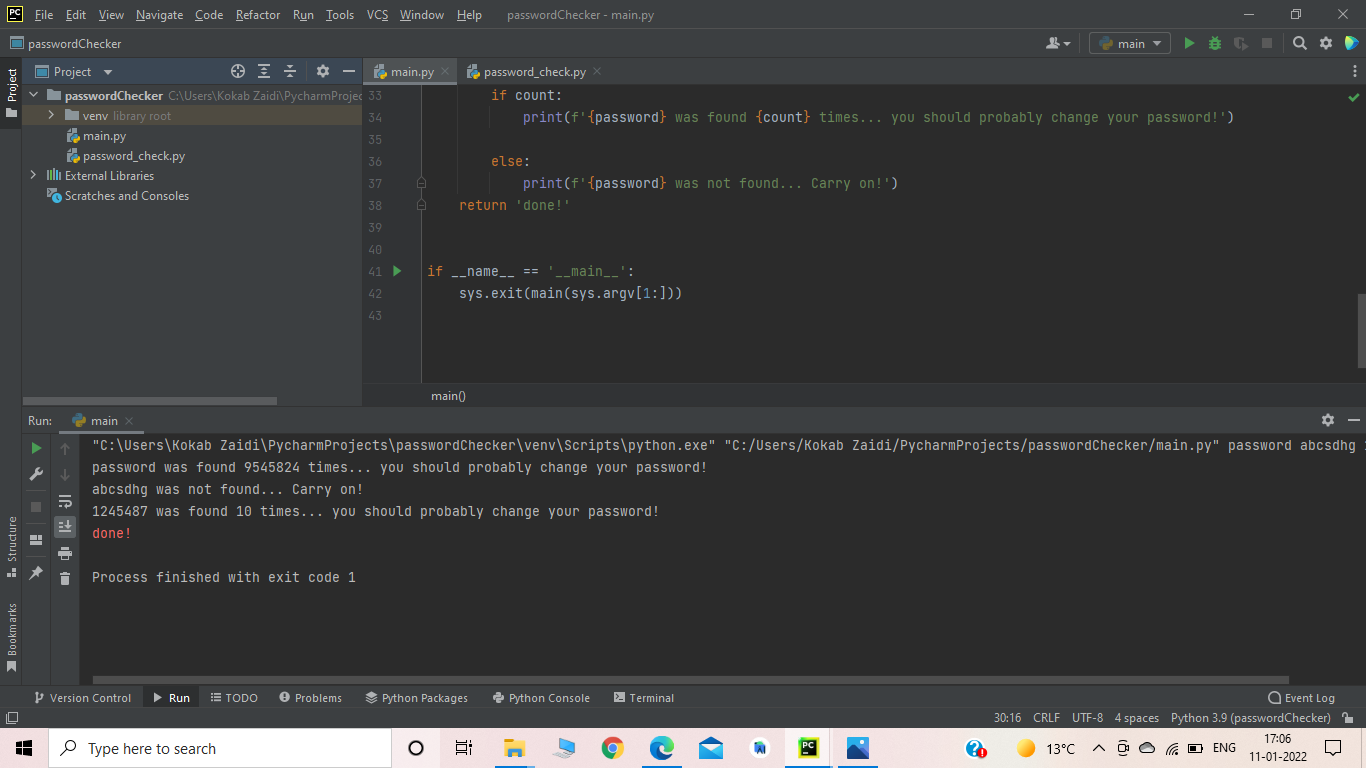 PC File Edit View Navigate Code Refactor Run Tools VCS Window Help passwordChecker - main.py
passwordChecker main
Project main.py password_check.py
Project
passwordChecker C:\Users\Kokab Zaidi\PycharmProjec
venv library root
main.py
password_check.py
External Libraries
Scratches and Consoles
33 if count:
34 print(f'{password} was found {count} times... you should probably change your password!')
35
36 else:
37 print(f'{password} was not found... Carry on!')
38 return 'done!'
39
40
41 if __name__ == '__main__':
42 sys.exit(main(sys.argv[1:]))
43
main()
Run: main
"C:\Users\Kokab Zaidi\PycharmProjects\passwordChecker\venv\Scripts\python.exe" "C:/Users/Kokab Zaidi/PycharmProjects/passwordChecker/main.py" password abcsdhg
password was found 9545824 times... you should probably change your password!
abcsdhg was not found... Carry on!
1245487 was found 10 times... you should probably change your password!
done!
Process finished with exit code 1
Structure
Bookmarks
Version Control Run TODO Problems Python Packages Python Console Terminal Event Log
30:16 CRLF UTF-8 4 spaces Python 3.9 (passwordChecker)
Type here to search
PC
13°C ENG 17:06
11-01-2022